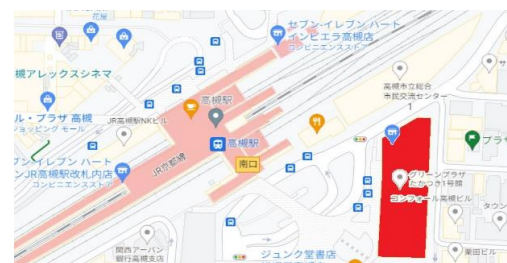 花屋
セブン-イレブン ハート
インビエラ高槻店
コンビニエンスストア
槻アレックスシネマ
高槻駅
高槻市立総合
市民交流センター
1
ル・プラザ 高槻
ショッピング モール
JR高槻駅NKビル
高槻駅
プラザ
南口
ブン-イレブン ハート
ンJR高槻駅改札内店
コンビニエンスストア
JR京都線
グリーンプラザ
たかつき1号館
コンフォール高槻ビル
タウン
関西アーバン
銀行高槻支店
ジュンク堂書店
栗田ビル